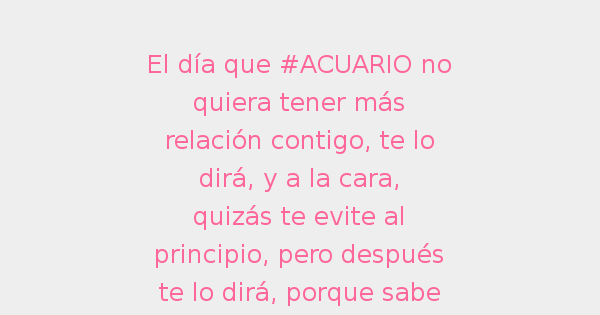 El día que #ACUARIO no
quiera tener más
relación contigo, te lo
dirá, y a la cara,
quizás te evite al
principio, pero después
te lo dirá, porque sabe